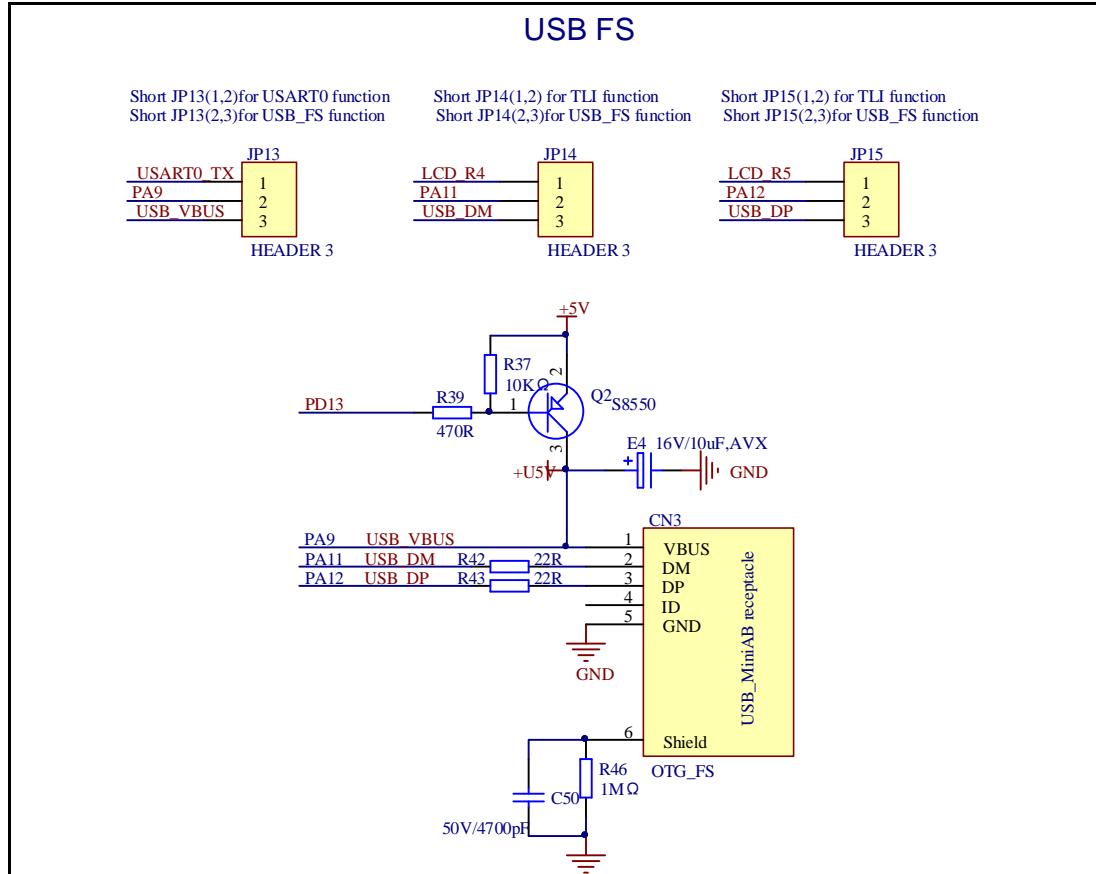 USB FS
Short JP13(1,2)for USART0 function
Short JP13(2,3)for USB_FS function
Short JP14(1,2) for TLI function
Short JP14(2,3)for USB_FS function
Short JP15(1,2) for TLI function
Short JP15(2,3)for USB_FS function
JP13
USART0_TX 1
PA9 2
USB_VBUS 3
HEADER 3
JP14
LCD_R4 1
PA11 2
USB_DM 3
HEADER 3
JP15
LCD_R5 1
PA12 2
USB_DP 3
HEADER 3
+5V
R37
10KΩ
2
Q2 S8550
PD13
R39
470R
1
3
E4 16V/10uF,AVX
+
+U5V
GND
CN3
PA9 USB_VBUS 1 VBUS
PA11 USB_DM R42 22R 2 DM
PA12 USB_DP R43 22R 3 DP
4 ID
5 GND
GND
USB_MiniAB receptacle
6 Shield
OTG_FS
R46
1MΩ
C50
50V/4700pF